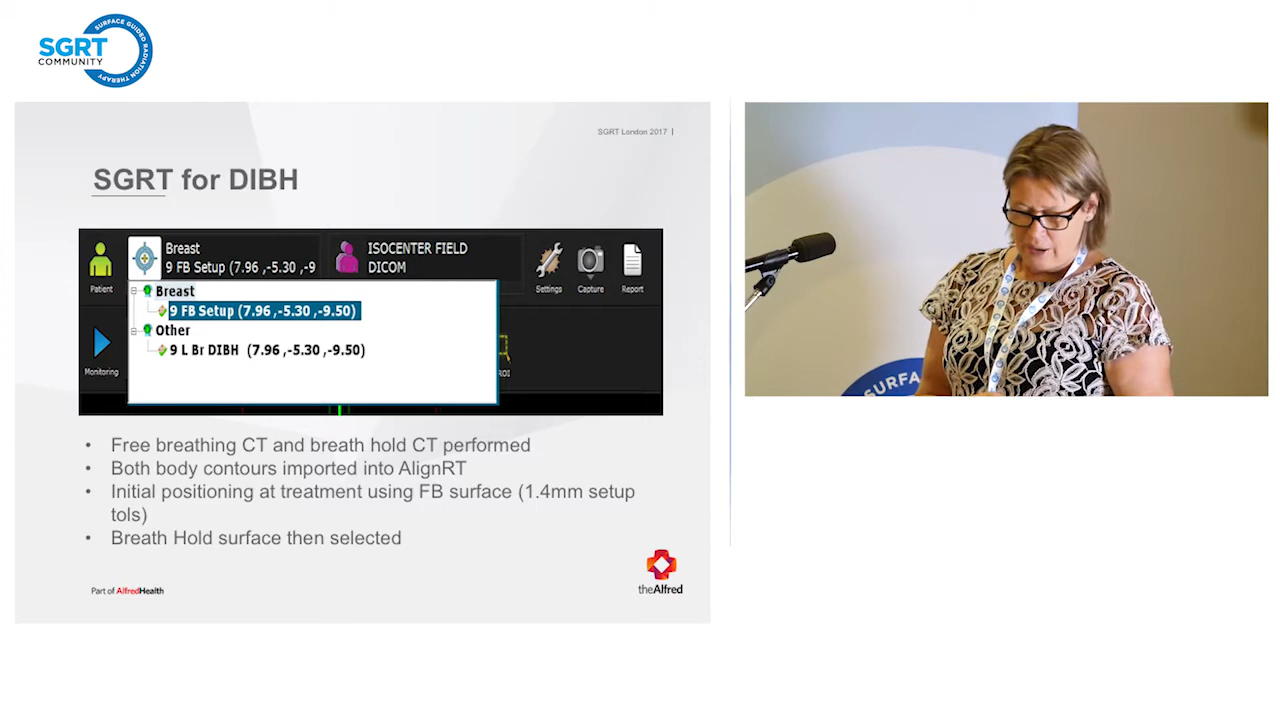 SGRT
COMMUNITY
SURFACE GUIDED RADIATION THERAPY
SGRT London 2017 |
SGRT for DIBH
Breast
9 FB Setup (7.96 ,-5.30 ,-9
ISOCENTER FIELD
DICOM
Patient
Settings
Capture
Report
Breast
9 FB Setup (7.96 ,-5.30 ,-9.50)
Other
9 L Br DIBH (7.96 ,-5.30 ,-9.50)
Monitoring
ROI
• Free breathing CT and breath hold CT performed
• Both body contours imported into AlignRT
• Initial positioning at treatment using FB surface (1.4mm setup
tols)
• Breath Hold surface then selected
Part of AlfredHealth
theAlfred
SURFA